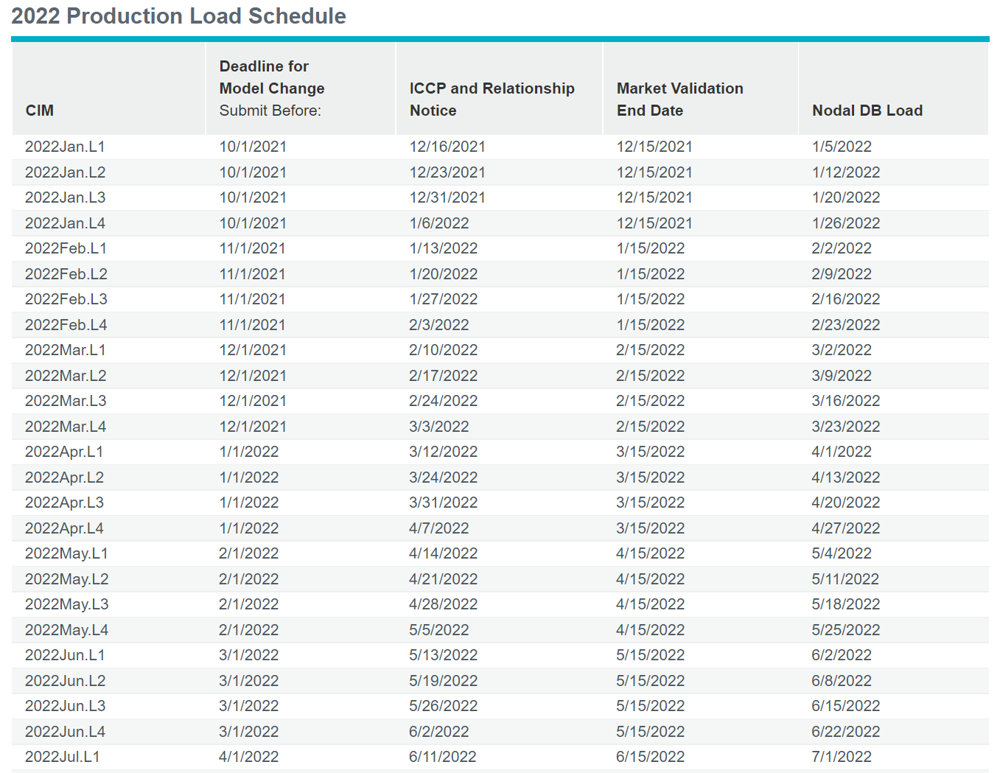 2022 Production Load Schedule
CIM Deadline for Model Change Submit Before: ICCP and Relationship Notice Market Validation End Date Nodal DB Load
2022Jan.L1 10/1/2021 12/16/2021 12/15/2021 1/5/2022
2022Jan.L2 10/1/2021 12/23/2021 12/15/2021 1/12/2022
2022Jan.L3 10/1/2021 12/31/2021 12/15/2021 1/20/2022
2022Jan.L4 10/1/2021 1/6/2022 12/15/2021 1/26/2022
2022Feb.L1 11/1/2021 1/13/2022 1/15/2022 2/2/2022
2022Feb.L2 11/1/2021 1/20/2022 1/15/2022 2/9/2022
2022Feb.L3 11/1/2021 1/27/2022 1/15/2022 2/16/2022
2022Feb.L4 11/1/2021 2/3/2022 1/15/2022 2/23/2022
2022Mar.L1 12/1/2021 2/10/2022 2/15/2022 3/2/2022
2022Mar.L2 12/1/2021 2/17/2022 2/15/2022 3/9/2022
2022Mar.L3 12/1/2021 2/24/2022 2/15/2022 3/16/2022
2022Mar.L4 12/1/2021 3/3/2022 2/15/2022 3/23/2022
2022Apr.L1 1/1/2022 3/12/2022 3/15/2022 4/1/2022
2022Apr.L2 1/1/2022 3/24/2022 3/15/2022 4/13/2022
2022Apr.L3 1/1/2022 3/31/2022 3/15/2022 4/20/2022
2022Apr.L4 1/1/2022 4/7/2022 3/15/2022 4/27/2022
2022May.L1 2/1/2022 4/14/2022 4/15/2022 5/4/2022
2022May.L2 2/1/2022 4/21/2022 4/15/2022 5/11/2022
2022May.L3 2/1/2022 4/28/2022 4/15/2022 5/18/2022
2022May.L4 2/1/2022 5/5/2022 4/15/2022 5/25/2022
2022Jun.L1 3/1/2022 5/13/2022 5/15/2022 6/2/2022
2022Jun.L2 3/1/2022 5/19/2022 5/15/2022 6/8/2022
2022Jun.L3 3/1/2022 5/26/2022 5/15/2022 6/15/2022
2022Jun.L4 3/1/2022 6/2/2022 5/15/2022 6/22/2022
2022Jul.L1 4/1/2022 6/11/2022 6/15/2022 7/1/2022